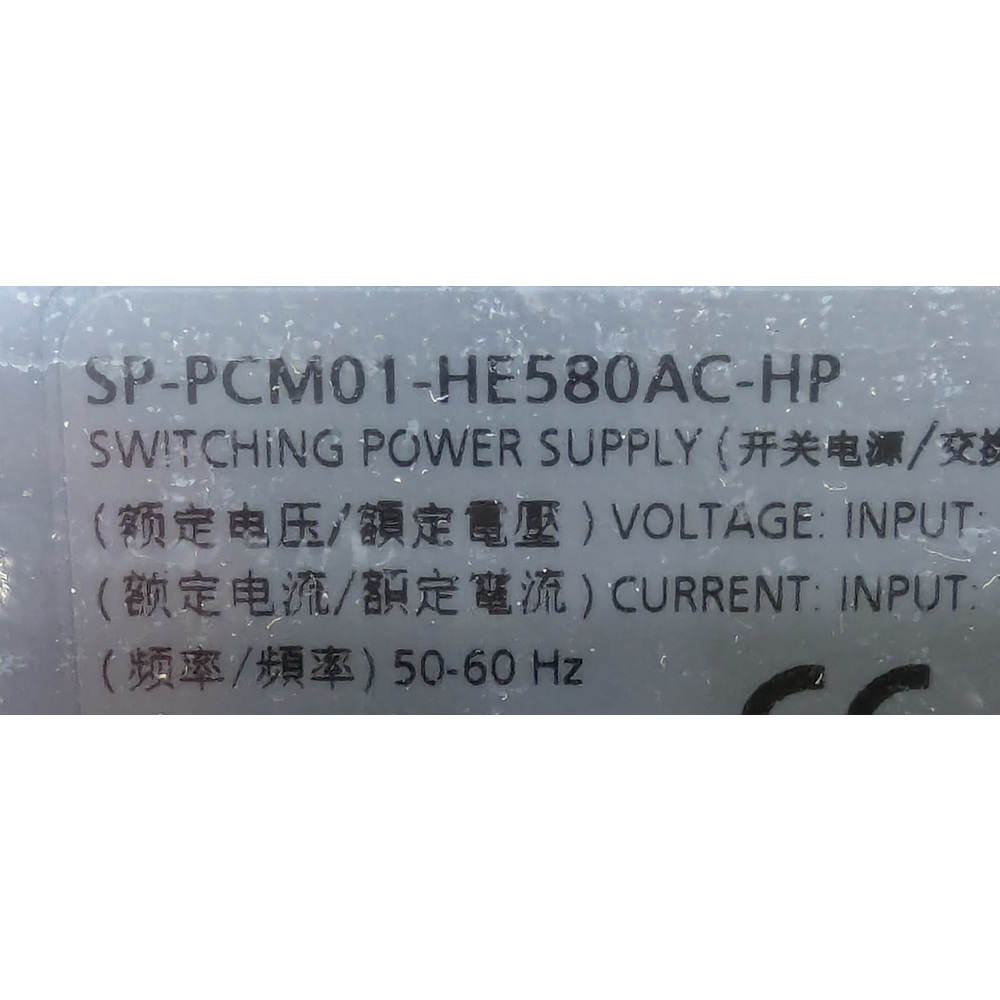 SP-PCM01-HE580AC-HP
SWITCHING POWER SUPPLY (开关电源/交换
(额定电压/額定電壓) VOLTAGE: INPUT:
(额定电流/額定電流) CURRENT: INPUT:
(频率/頻率) 50-60 Hz
CE